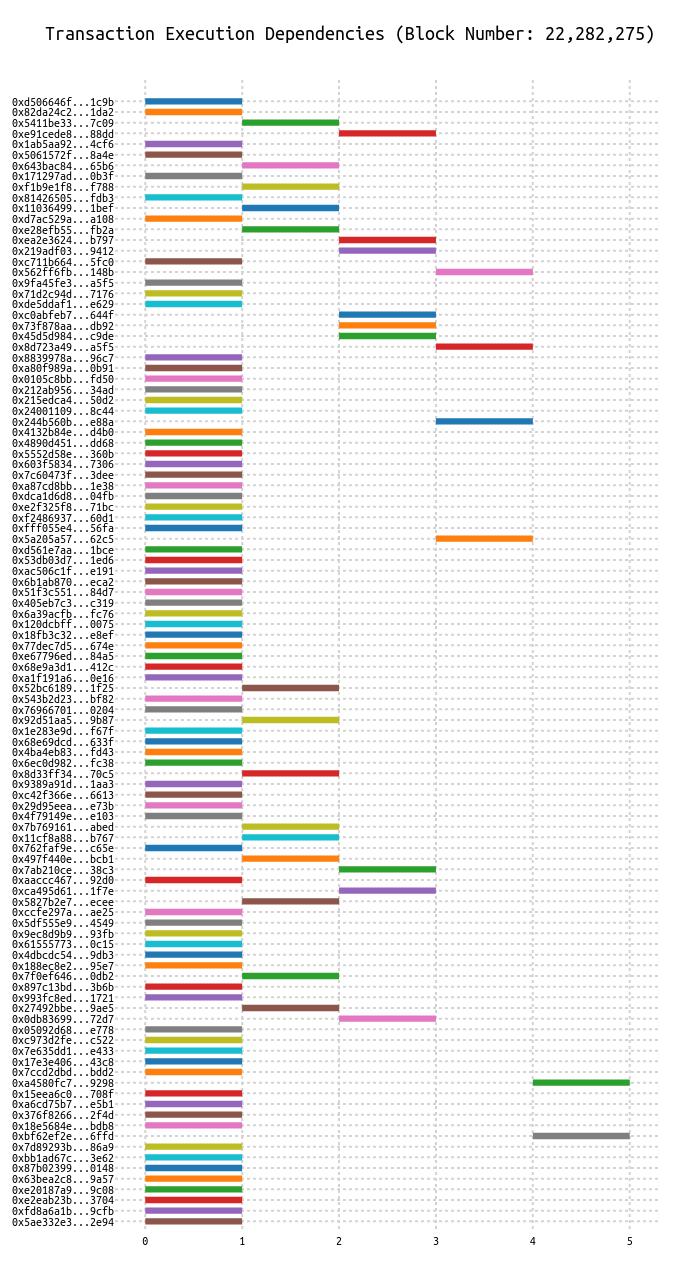 Transaction Execution Dependencies (Block Number: 22,282,275)
0xd506646f...1c9b
0x82da24c2...1da2
0x5411be33...7c09
0xe91cede8...88dd
0x1ab5aa92...4cf6
0x5061572f...8a4e
0x643bac84...65b6
0x171297ad...0b3f
0xf1b9e1f8...f788
0x81426505...fdb3
0x11036499...1bef
0xd7ac529a...a108
0xe28efb55...fb2a
0xea2e3624...b797
0x219adf03...9412
0xc711b664...5fc0
0x562ff6fb...148b
0x9fa45fe3...a5f5
0x71d2c94d...7176
0xde5ddaf1...e629
0xc0abfeb7...644f
0x73f878aa...db92
0x45d5d984...c9de
0x8d723a49...a5f5
0x8839978a...96c7
0xa80f989a...0b91
0x0105c8bb...fd50
0x212ab956...34ad
0x215edca4...50d2
0x24001109...8c44
0x244b560b...e88a
0x4132b84e...d4b0
0x4890d451...dd68
0x5552d58e...360b
0x603f5834...7306
0x7c60473f...3dee
0xa87cd8bb...1e38
0xdca1d6d8...04fb
0xe2f325f8...71bc
0xf2486937...60d1
0xfff055e4...56fa
0x5a205a57...62c5
0xd561e7aa...1bce
0x53db03d7...1ed6
0xac506c1f...e191
0x6b1ab870...eca2
0x51f3c551...84d7
0x405eb7c3...c319
0x6a39acfb...fc76
0x120dcbff...0075
0x18fb3c32...e8ef
0x77dec7d5...674e
0xe67796ed...84a5
0x68e9a3d1...412c
0xa1f191a6...0e16
0x52bc6189...1f25
0x543b2d23...bf82
0x76966701...0204
0x92d51aa5...9b87
0x1e283e9d...f67f
0x68e69dcd...633f
0x4ba4eb83...fd43
0x6ec0d982...fc38
0x8d33ff34...70c5
0x9389a91d...1aa3
0xc42f366e...6613
0x29d95eea...e73b
0x4f79149e...e103
0x7b769161...abed
0x11cf8a88...b767
0x762faf9e...c65e
0x497f440e...bcb1
0x7ab210ce...38c3
0xaaccc467...92d0
0xca495d61...1f7e
0x5827b2e7...ecee
0xccfe297a...ae25
0x5df555e9...4549
0x9ec8d9b9...93fb
0x61555773...0c15
0x4dbcdc54...9db3
0x188ec8e2...95e7
0x7f0ef646...0db2
0x897c13bd...3b6b
0x993fc8ed...1721
0x27492bbe...9ae5
0x0db83699...72d7
0x05092d68...e778
0xc973d2fe...c522
0x7e635dd1...e433
0x17e3e406...43c8
0x7ccd2dbd...bdd2
0xa4580fc7...9298
0x15eea6c0...708f
0xa6cd75b7...e5b1
0x376f8266...2f4d
0x18e5684e...bdb8
0xbf62ef2e...6ffd
0x7d89293b...86a9
0xbb1ad67c...3e62
0x87b02399...0148
0x63bea2c8...9a57
0xe20187a9...9c08
0xe2eab23b...3704
0xfd8a6a1b...9cfb
0x5ae332e3...2e94
0 1 2 3 4 5